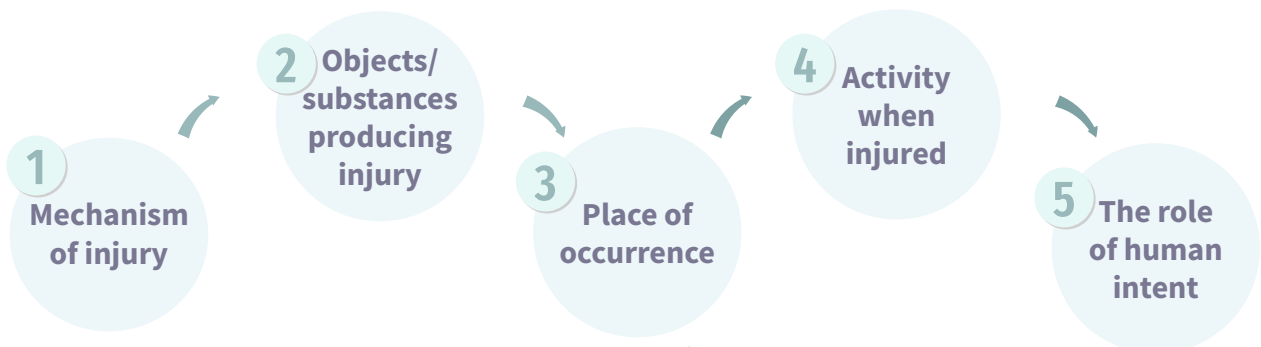 1
Mechanism
of injury
2
Objects/
substances
producing
injury
3
Place of
occurrence
4
Activity
when
injured
5
The role
of human
intent